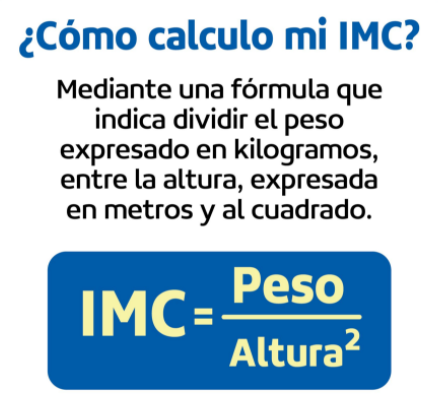 ¿Cómo calculo mi IMC?
Mediante una fórmula que
indica dividir el peso
expresado en kilogramos,
entre la altura, expresada
en metros y al cuadrado.
IMC = Peso
Altura²